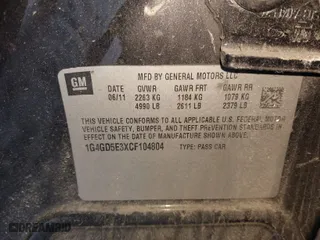 GM
MFD BY GENERAL MOTORS LLC
DATE GVWR GAWR FRT GAWR RR
06/11 2263 KG 1184 KG 1079 KG
4990 LB 2611 LB 2379 LB
THIS VEHICLE CONFORMS TO ALL APPLICABLE U.S. FEDERAL MOTOR
VEHICLE SAFETY, BUMPER, AND THEFT PREVENTION STANDARDS IN
EFFECT ON THE DATE OF MANUFACTURE SHOWN ABOVE.
1G4GD5E3XCF104804 TYPE: PASS CAR